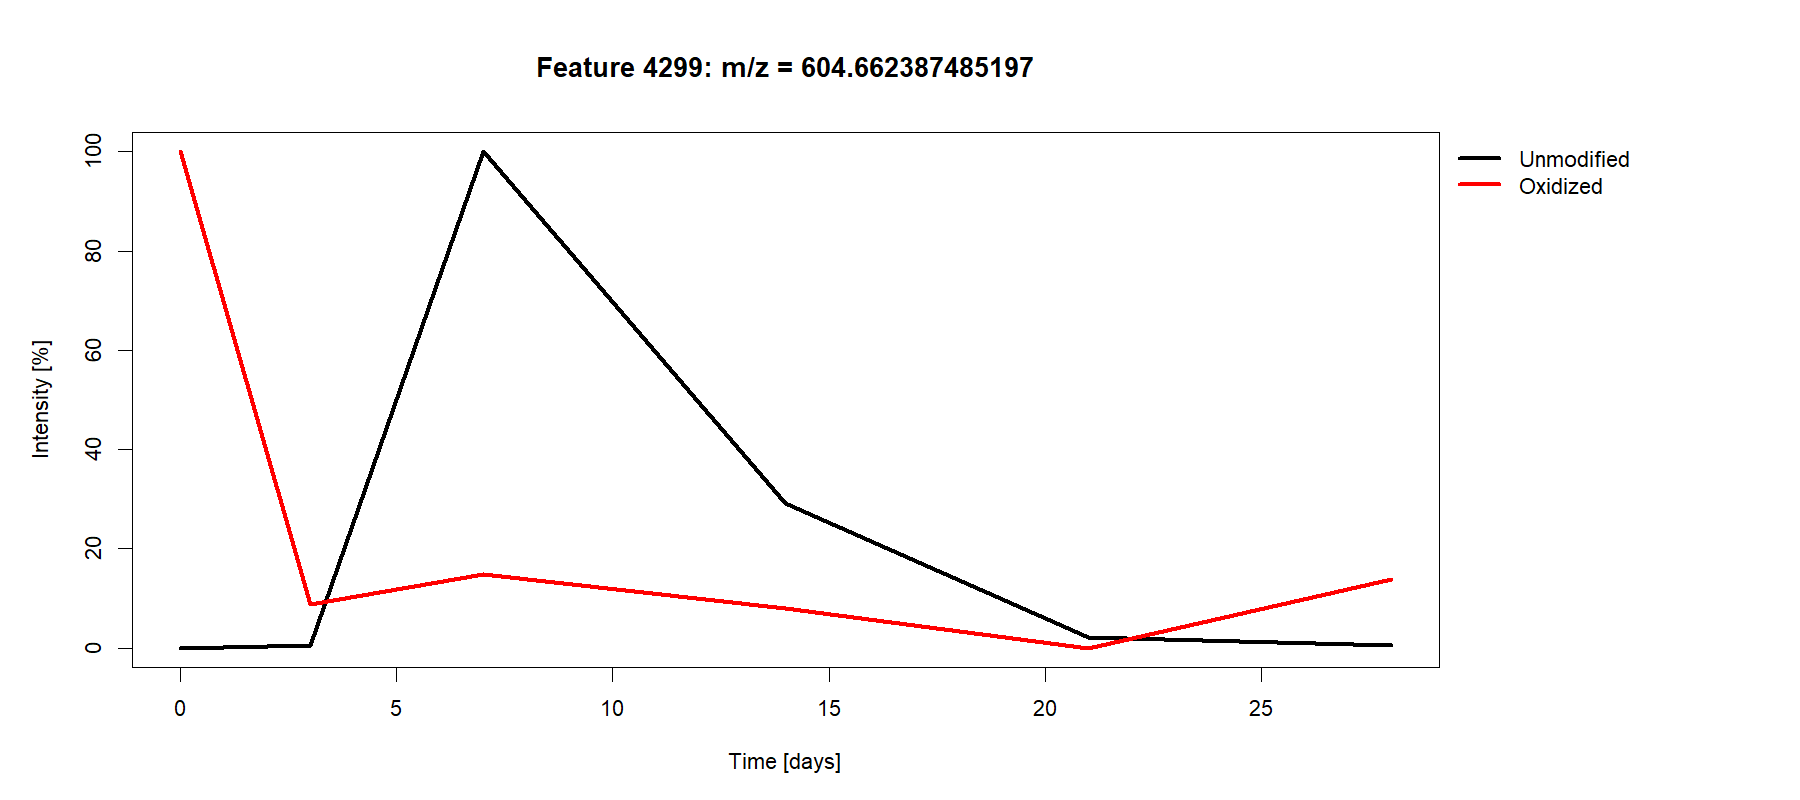 Feature 4299: m/z = 604.662387485197
Unmodified
Oxidized
Intensity [%]
100
80
60
40
20
0
0 5 10 15 20 25
Time [days]